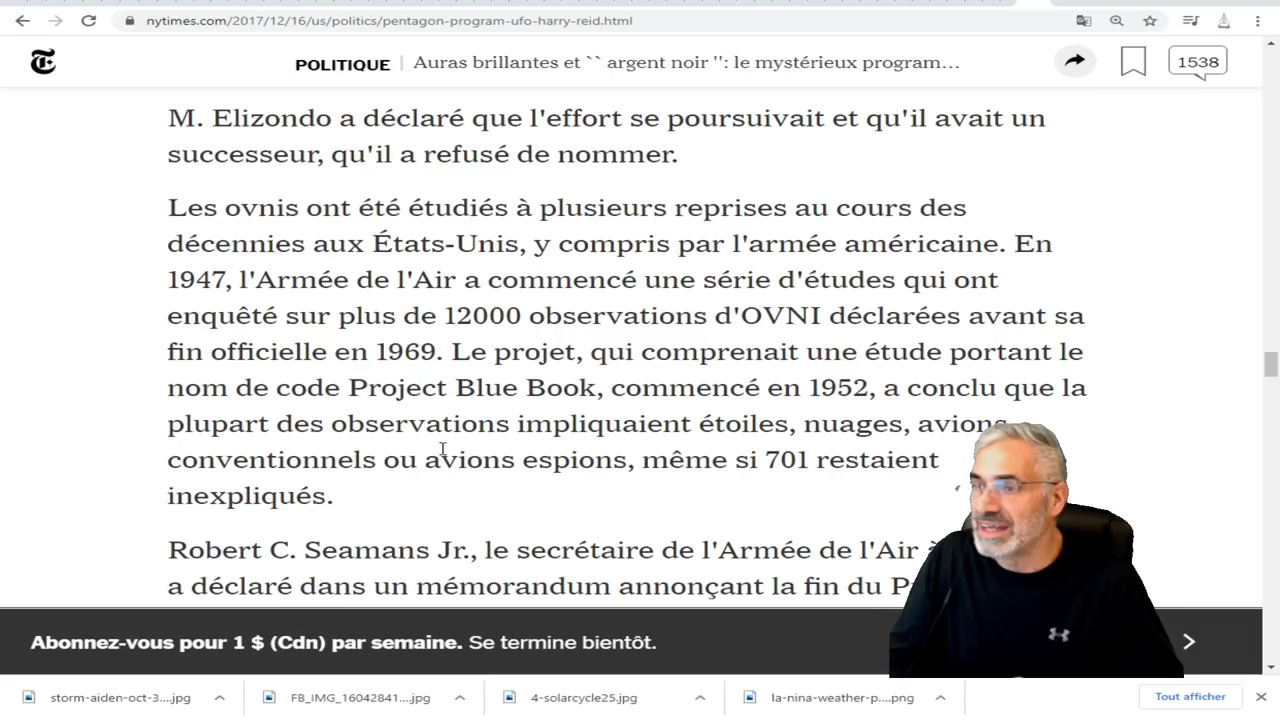 nytimes.com/2017/12/16/us/politics/pentagon-program-ufo-harry-reid.html
POLITIQUE | Auras brillantes et `` argent noir '': le mystérieux program…
1538
M. Elizondo a déclaré que l'effort se poursuivait et qu'il avait un
successeur, qu'il a refusé de nommer.
Les ovnis ont été étudiés à plusieurs reprises au cours des
décennies aux États-Unis, y compris par l'armée américaine. En
1947, l'Armée de l'Air a commencé une série d'études qui ont
enquêté sur plus de 12000 observations d'OVNI déclarées avant sa
fin officielle en 1969. Le projet, qui comprenait une étude portant le
nom de code Project Blue Book, commencé en 1952, a conclu que la
plupart des observations impliquaient étoiles, nuages, avions
conventionnels ou avions espions, même si 701 restaient
inexpliqués.
Robert C. Seamans Jr., le secrétaire de l'Armée de l'Air
a déclaré dans un mémorandum annonçant la fin du
Abonnez-vous pour 1 $ (Cdn) par semaine. Se termine bientôt.
storm-aiden-oct-3....jpg
FB_IMG_16042841....jpg
4-solarcycle25.jpg
la-nina-weather-p....png
Tout afficher